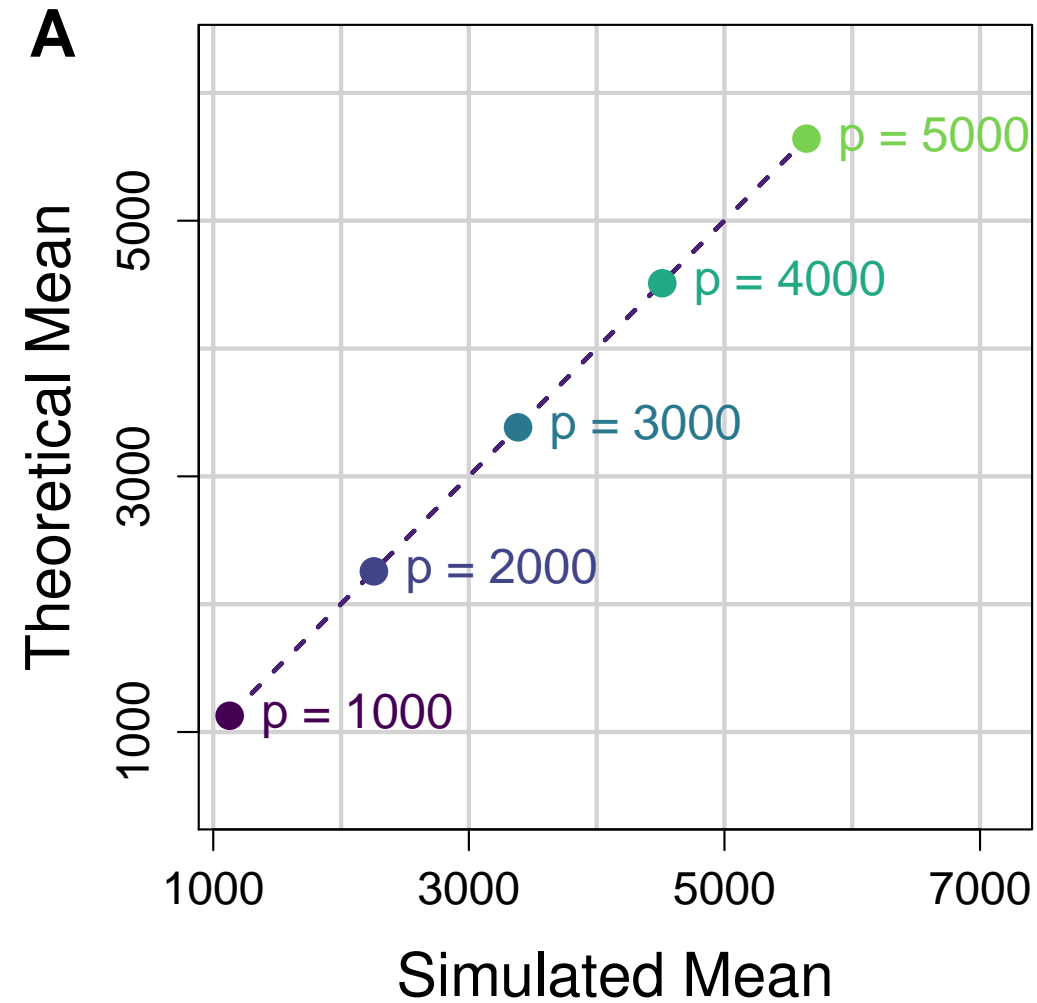 A
Theoretical Mean
5000
3000
1000
p = 5000
p = 4000
p = 3000
p = 2000
p = 1000
1000 3000 5000 7000
Simulated Mean